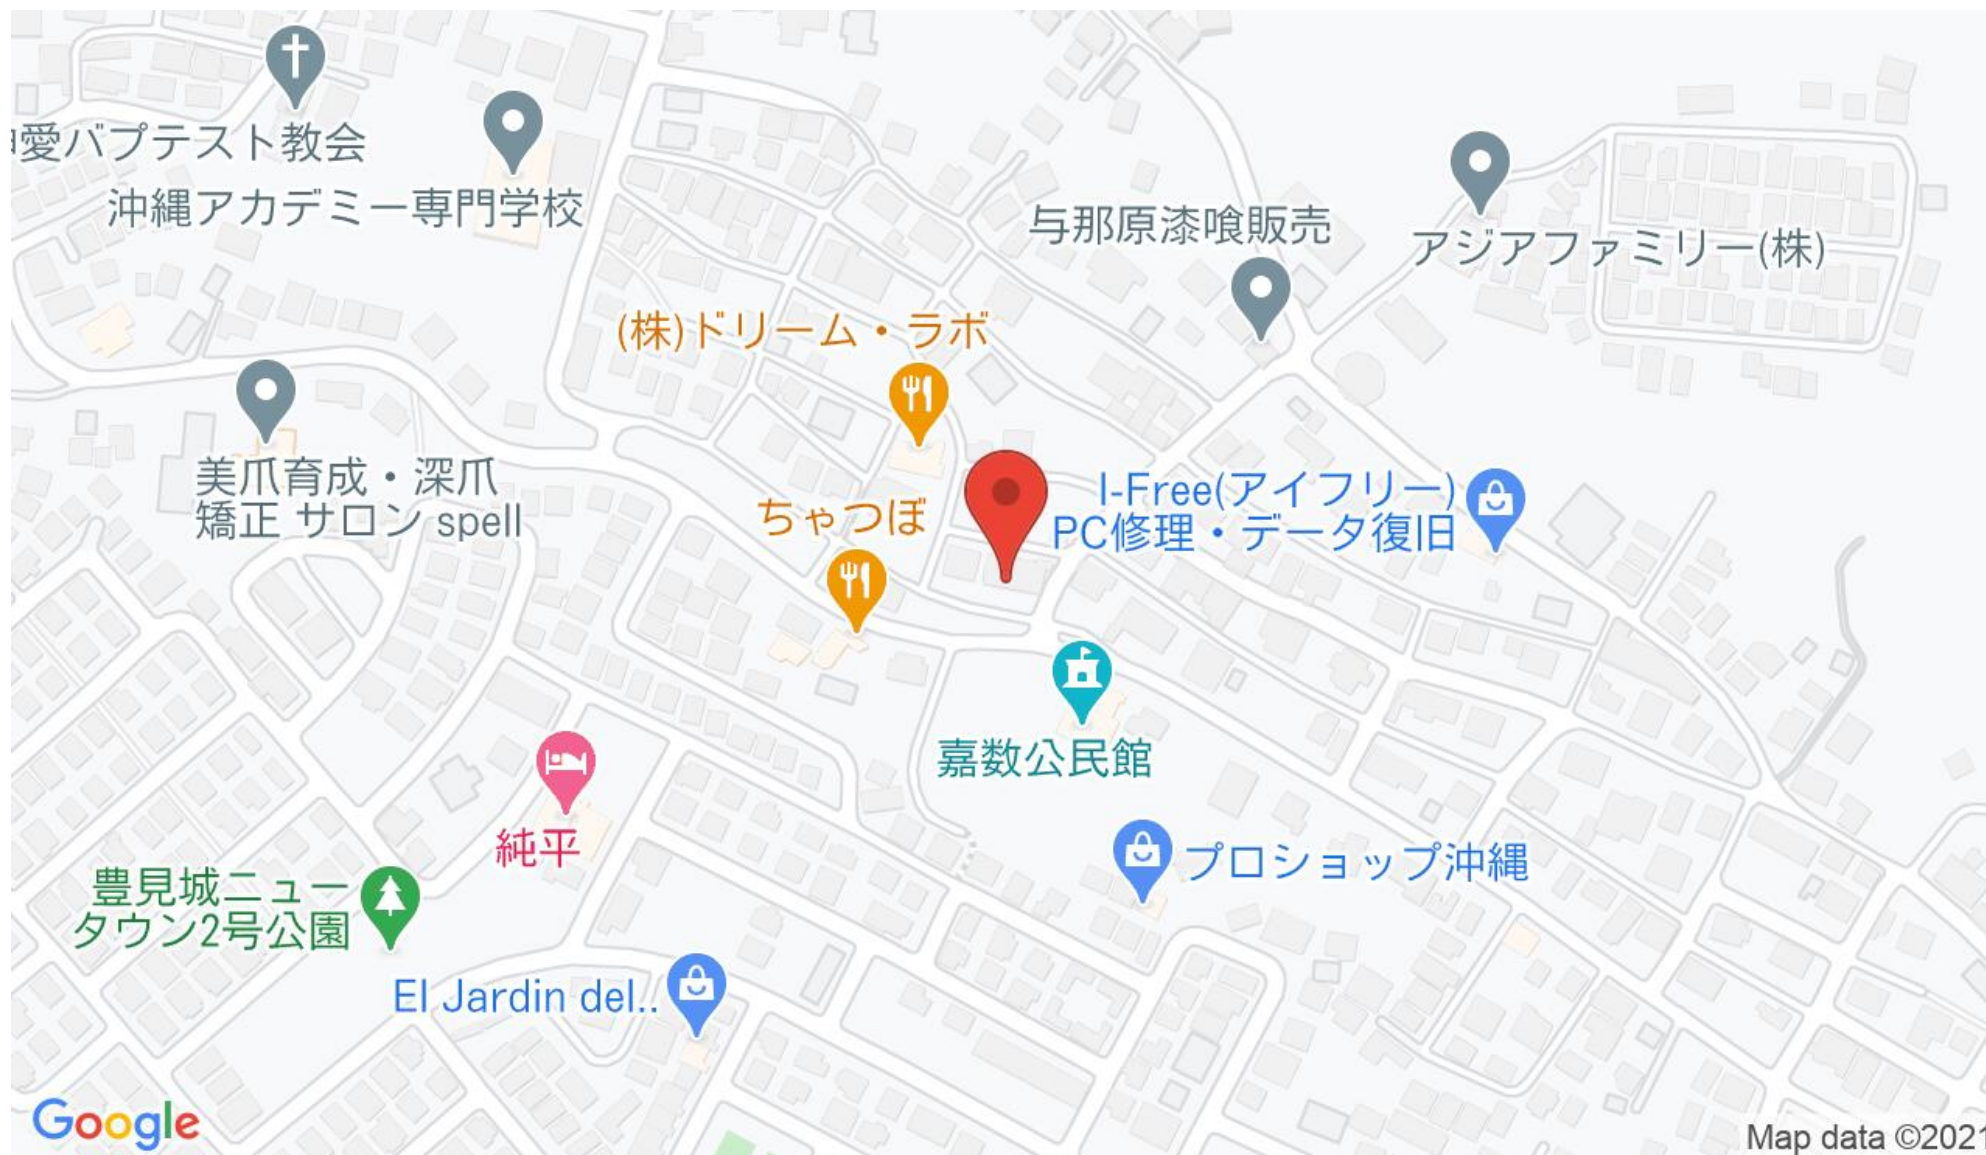 愛バプテスト教会
沖縄アカデミー専門学校
与那原漆喰販売
アジアファミリー(株)
(株)ドリーム・ラボ
美爪育成・深爪
矯正 サロン spell
ちゃつぼ
I-Free(アイフリー)
PC修理・データ復旧
嘉数公民館
純平
プロショップ沖縄
豊見城ニュー
タウン2号公園
El Jardin del..
Google
Map data ©2021